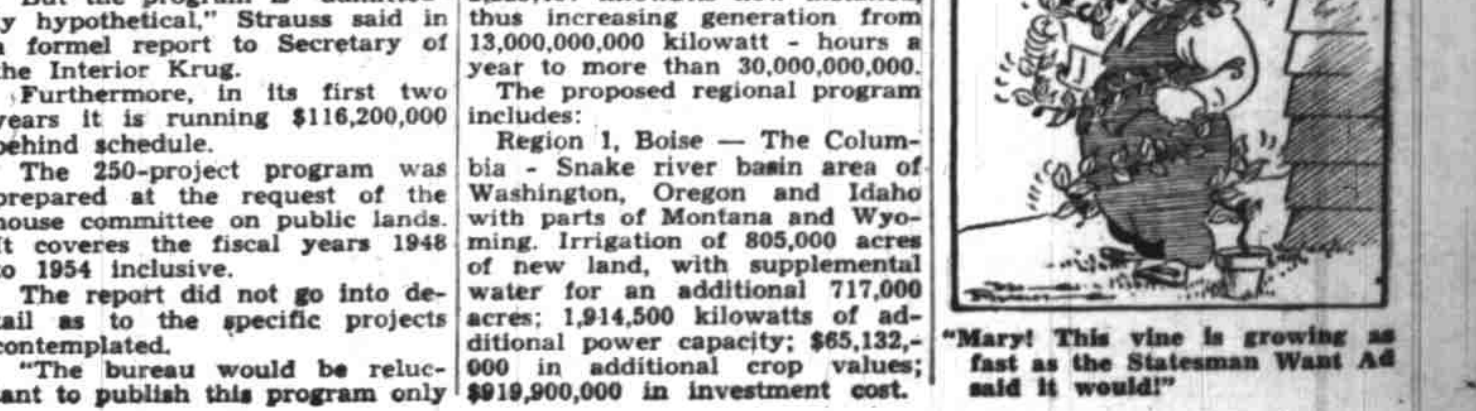 hypothetical," Strauss said in
formel report to Secretary of
the Interior Krug.
Furthermore, in its first two
years it is running $116,200,000
behind schedule.
The 250-project program was
prepared at the request of the
house committee on public lands.
It coveres the fiscal years 1948
to 1954 inclusive.
The report did not go into de-
tail as to the specific projects
contemplated.
"The bureau would be reluc-
ant to publish this program only
thus increasing generation from
13,000,000,000 kilowatt - hours a
year to more than 30,000,000,000.
The proposed regional program
includes:
Region 1, Boise — The Colum-
bia - Snake river basin area of
Washington, Oregon and Idaho
with parts of Montana and Wyo-
ming. Irrigation of 805,000 acres
of new land, with supplemental
water for an additional 717,000
acres; 1,914,500 kilowatts of ad-
ditional power capacity; $65,132,-
000 in additional crop values;
$919,900,000 in investment cost.
"Mary! This vine is growing as
fast as the Statesman Want Ad
said it would!"